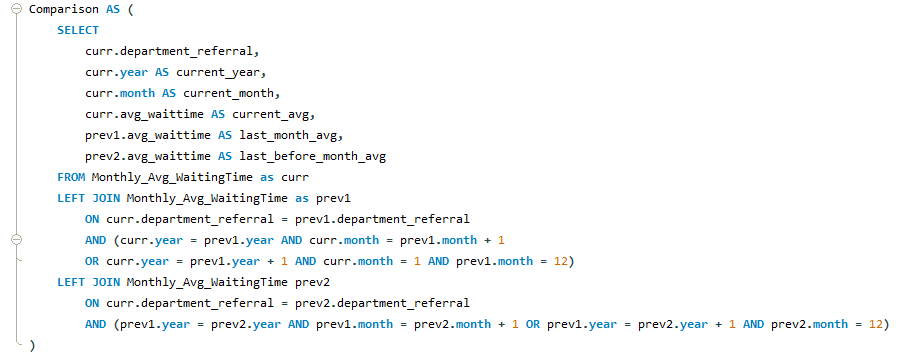 Comparison AS (
SELECT
curr.department_referral,
curr.year AS current_year,
curr.month AS current_month,
curr.avg_waittime AS current_avg,
prev1.avg_waittime AS last_month_avg,
prev2.avg_waittime AS last_before_month_avg
FROM Monthly_Avg_WaitingTime as curr
LEFT JOIN Monthly_Avg_WaitingTime as prev1
ON curr.department_referral = prev1.department_referral
AND (curr.year = prev1.year AND curr.month = prev1.month + 1
OR curr.year = prev1.year + 1 AND curr.month = 1 AND prev1.month = 12)
LEFT JOIN Monthly_Avg_WaitingTime prev2
ON curr.department_referral = prev2.department_referral
AND (prev1.year = prev2.year AND prev1.month = prev2.month + 1 OR prev1.year = prev2.year + 1 AND prev2.month = 12)
)